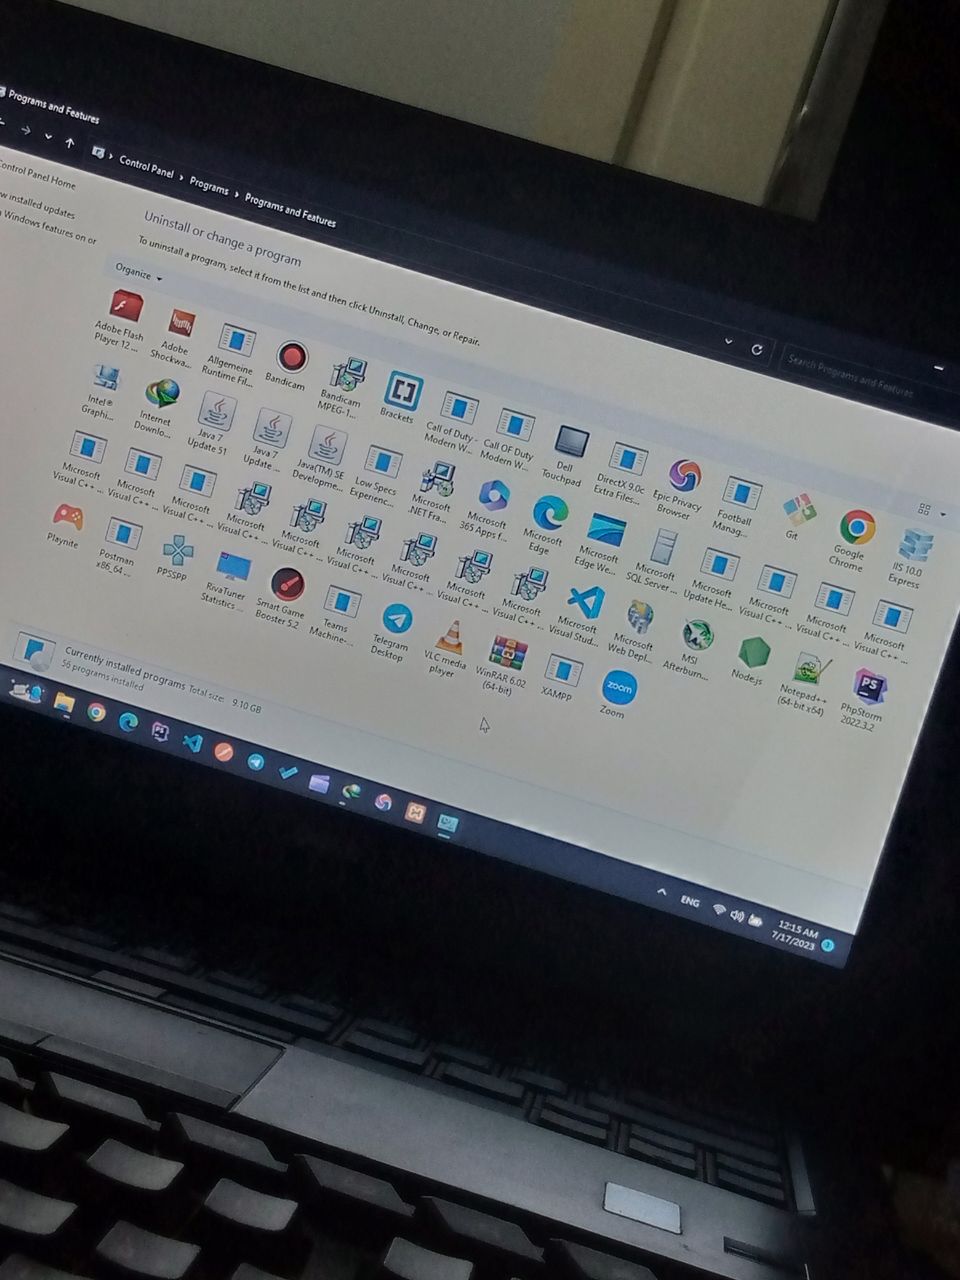 Programs and Features
Control Panel
Programs
Programs and Features
Search Programs and Features
Control Panel Home
installed updates
Windows features on or
Uninstall or change a program
To uninstall a program, select it from the list and then click Uninstall, Change, or Repair.
Organize
Adobe Flash
Player 12 ...
Adobe
Shockwa...
Allgemeine
Runtime Fil...
Bandicam
Bandicam
MPEG-1...
Brackets
Call of Duty -
Modern W...
Call OF Duty
Modern W...
Dell
Touchpad
DirectX 9.0c
Extra Files...
Epic Privacy
Browser
Football
Manag...
Git
Google
Chrome
IIS 10.0
Express
Intel®
Graphi...
Internet
Downlo...
Java 7
Update 51
Java 7
Update ...
Java(TM) SE
Developme...
Low Specs
Experienc...
Microsoft
.NET Fra...
Microsoft
365 Apps f...
Microsoft
Edge
Microsoft
Edge We...
Microsoft
SQL Server...
Microsoft
Update He...
Microsoft
Visual C++ ...
Microsoft
Visual C++ ...
Microsoft
Visual C++ ...
Microsoft
Visual C++ ...
Microsoft
Visual C++ ...
Microsoft
Visual C++ ...
Microsoft
Visual C++ ...
Microsoft
Visual C++ ...
Microsoft
Visual C++ ...
Microsoft
Visual C++ ...
Microsoft
Visual C++ ...
Microsoft
Visual C++ ...
Microsoft
Visual Stud...
Microsoft
Web Depl...
MSI
Afterburn...
Node.js
Notepad++
(64-bit x64)
PhpStorm
2022.3.2
Playnite
Postman
x86_64 ...
PPSSPP
RivaTuner
Statistics ...
Smart Game
Booster 5.2
Teams
Machine-...
Telegram
Desktop
VLC media
player
WinRAR 6.02
(64-bit)
XAMPP
zoom
Zoom
Currently installed programs Total size: 9.10 GB
56 programs installed
ENG
12:15 AM
7/17/2023